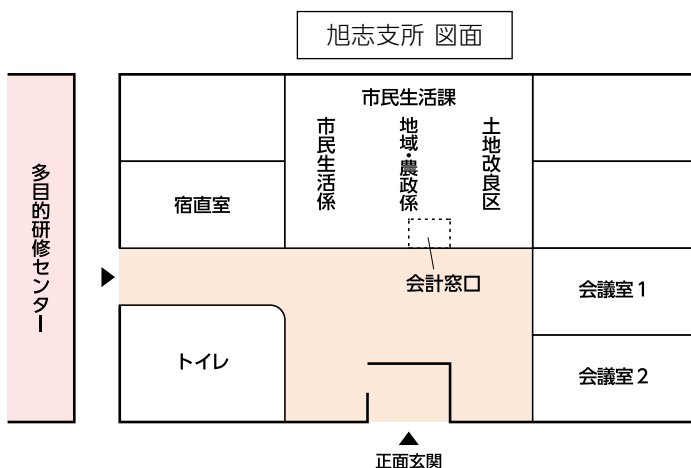 旭志支所 図面
市民生活課
市民生活係
地域・農政係
土地改良区
宿直室
会計窓口
多目的研修センター
会議室1
トイレ
会議室2
正面玄関